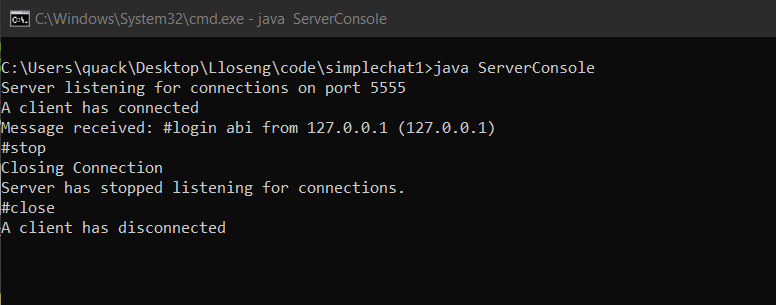 C:\Windows\System32\cmd.exe - java  ServerConsole
C:\Users\quack\Desktop\Lloseng\code\simplechat1>java ServerConsole
Server listening for connections on port 5555
A client has connected
Message received: #login abi from 127.0.0.1 (127.0.0.1)
#stop
Closing Connection
Server has stopped listening for connections.
#close
A client has disconnected